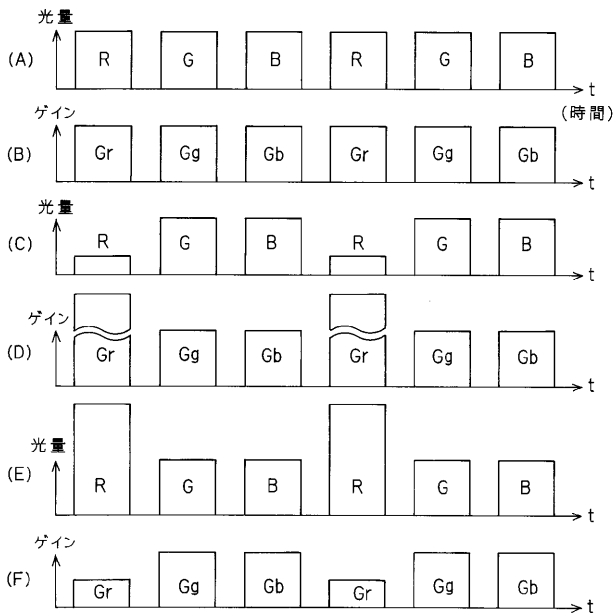 光量
(A) R G B R G B t
(時間)
ゲイン
(B) Gr Gg Gb Gr Gg Gb t
光量
(C) R G B R G B t
ゲイン
(D) Gr Gg Gb Gr Gg Gb t
光量
(E) R G B R G B t
ゲイン
(F) Gr Gg Gb Gr Gg Gb t